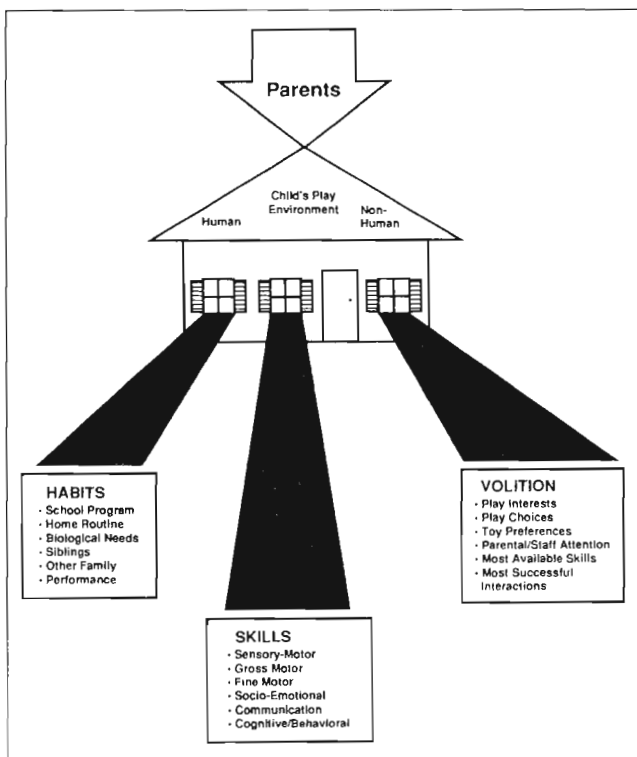 Parents
Child's Play
Environment
Human
Non-
Human
HABITS
· School Program
· Home Routine
· Biological Needs
· Siblings
· Other Family
· Performance
SKILLS
· Sensory-Motor
· Gross Motor
· Fine Motor
· Socio-Emotional
· Communication
· Cognitive/Behavioral
VOLITION
· Play Interests
· Play Choices
· Toy Preferences
· Parental/Staff Attention
· Most Available Skills
· Most Successful
Interactions